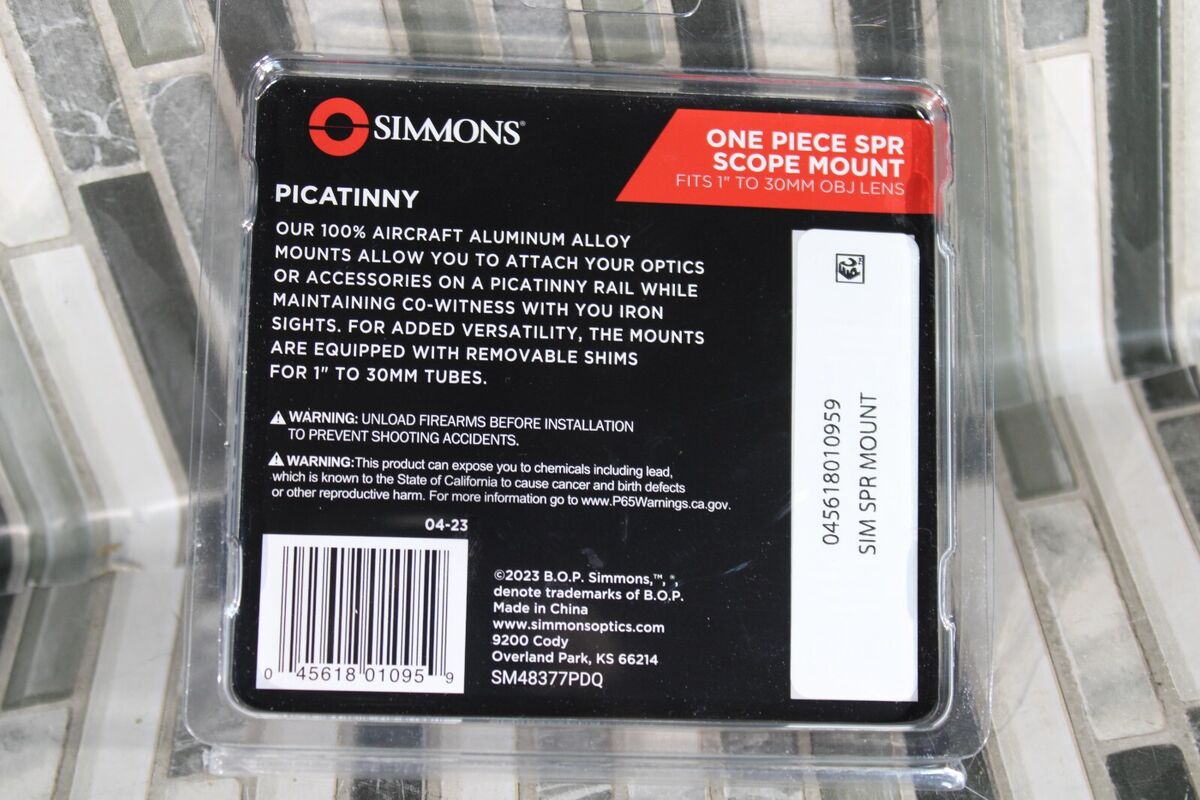 SIMMONS®
ONE PIECE SPR
SCOPE MOUNT
FITS 1" TO 30MM OBJ LENS
PICATINNY
OUR 100% AIRCRAFT ALUMINUM ALLOY
MOUNTS ALLOW YOU TO ATTACH YOUR OPTICS
OR ACCESSORIES ON A PICATINNY RAIL WHILE
MAINTAINING C0-WITNESS WITH YOU IRON
SIGHTS. FOR ADDED VERSATILITY, THE MOUNTS
ARE EQUIPPED WITH REMOVABLE SHIMS
FOR 1" TO 30MM TUBES.
⚠ WARNING: UNLOAD FIREARMS BEFORE INSTALLATION
TO PREVENT SHOOTING ACCIDENTS.
⚠ WARNING:This product can expose you to chemicals including lead,
which is known to the State of California to cause cancer and birth defects
or other reproductive harm. For more information go to www.P65Warnings.ca.gov.
04-23
0 45618 01095 9
©2023 B.O.P. Simmons,™, ®,
denote trademarks of B.O.P.
Made in China
www.simmonsoptics.com
9200 Cody
Overland Park, KS 66214
SM48377PDQ
045618010959
SIM SPR MOUNT